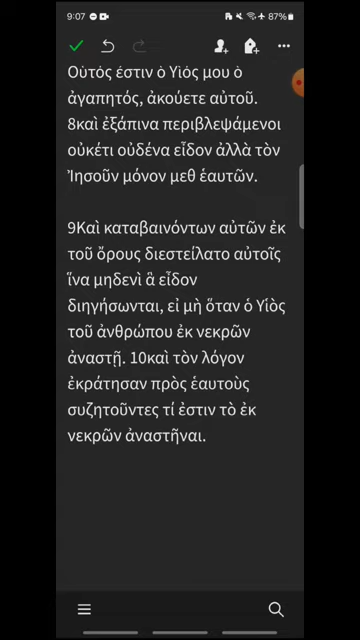 9:07 87%
Οὗτός ἐστιν ὁ Υἱός μου ὁ
ἀγαπητός, ἀκούετε αὐτοῦ.
8καὶ ἐξάπινα περιβλεψάμενοι
οὐκέτι οὐδένα εἶδον ἀλλὰ τὸν
Ἰησοῦν μόνον μεθ ἑαυτῶν.
9Καὶ καταβαινόντων αὐτῶν ἐκ
τοῦ ὄρους διεστείλατο αὐτοῖς
ἵνα μηδενὶ ἃ εἶδον
διηγήσωνται, εἰ μὴ ὅταν ὁ Υἱὸς
τοῦ ἀνθρώπου ἐκ νεκρῶν
ἀναστῇ. 10καὶ τὸν λόγον
ἐκράτησαν πρὸς ἑαυτοὺς
συζητοῦντες τί ἐστιν τὸ ἐκ
νεκρῶν ἀναστῆναι.